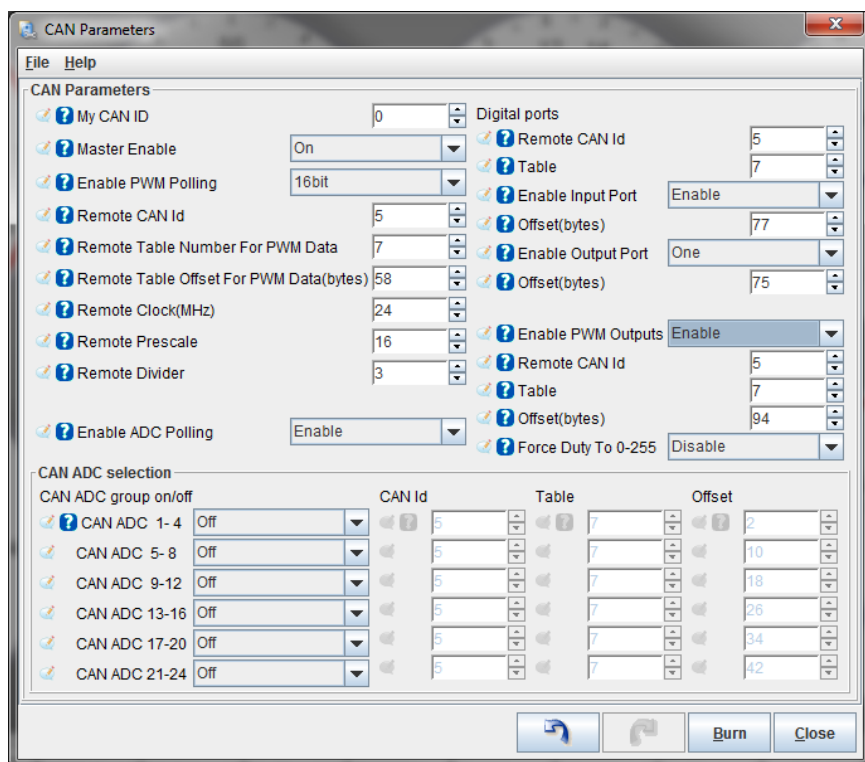 CAN Parameters
File Help
CAN Parameters
My CAN ID 0
Master Enable On
Enable PWM Polling 16bit
Remote CAN Id 5
Remote Table Number For PWM Data 7
Remote Table Offset For PWM Data(bytes) 58
Remote Clock(MHz) 24
Remote Prescale 16
Remote Divider 3
Enable ADC Polling Enable
Digital ports
Remote CAN Id 5
Table 7
Enable Input Port Enable
Offset(bytes) 77
Enable Output Port One
Offset(bytes) 75
Enable PWM Outputs Enable
Remote CAN Id 5
Table 7
Offset(bytes) 94
Force Duty To 0-255 Disable
CAN ADC selection
CAN ADC group on/off CAN Id Table Offset
CAN ADC 1- 4 Off 5 7 2
CAN ADC 5- 8 Off 5 7 10
CAN ADC 9-12 Off 5 7 18
CAN ADC 13-16 Off 5 7 26
CAN ADC 17-20 Off 5 7 34
CAN ADC 21-24 Off 5 7 42
Burn Close